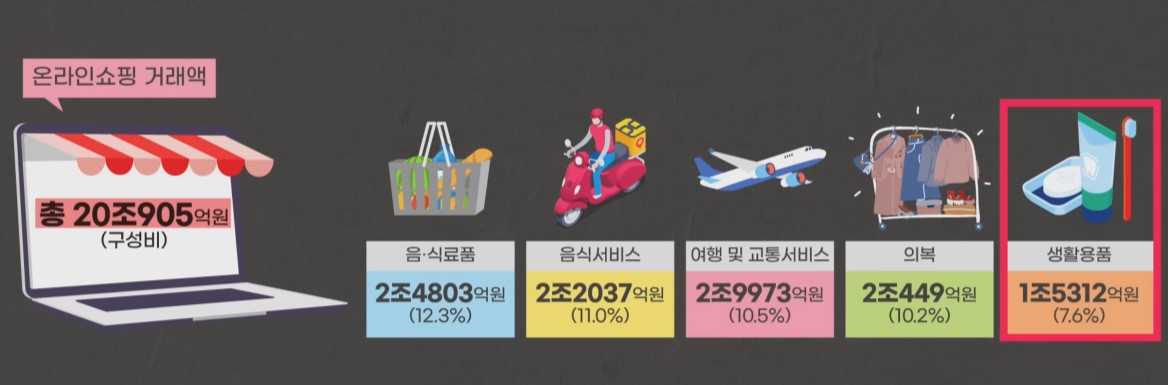 온라인쇼핑 거래액
총 20조905억원
(구성비)
음·식료품
2조4803억원
(12.3%)
음식서비스
2조2037억원
(11.0%)
여행 및 교통서비스
2조9973억원
(10.5%)
의복
2조449억원
(10.2%)
생활용품
1조5312억원
(7.6%)